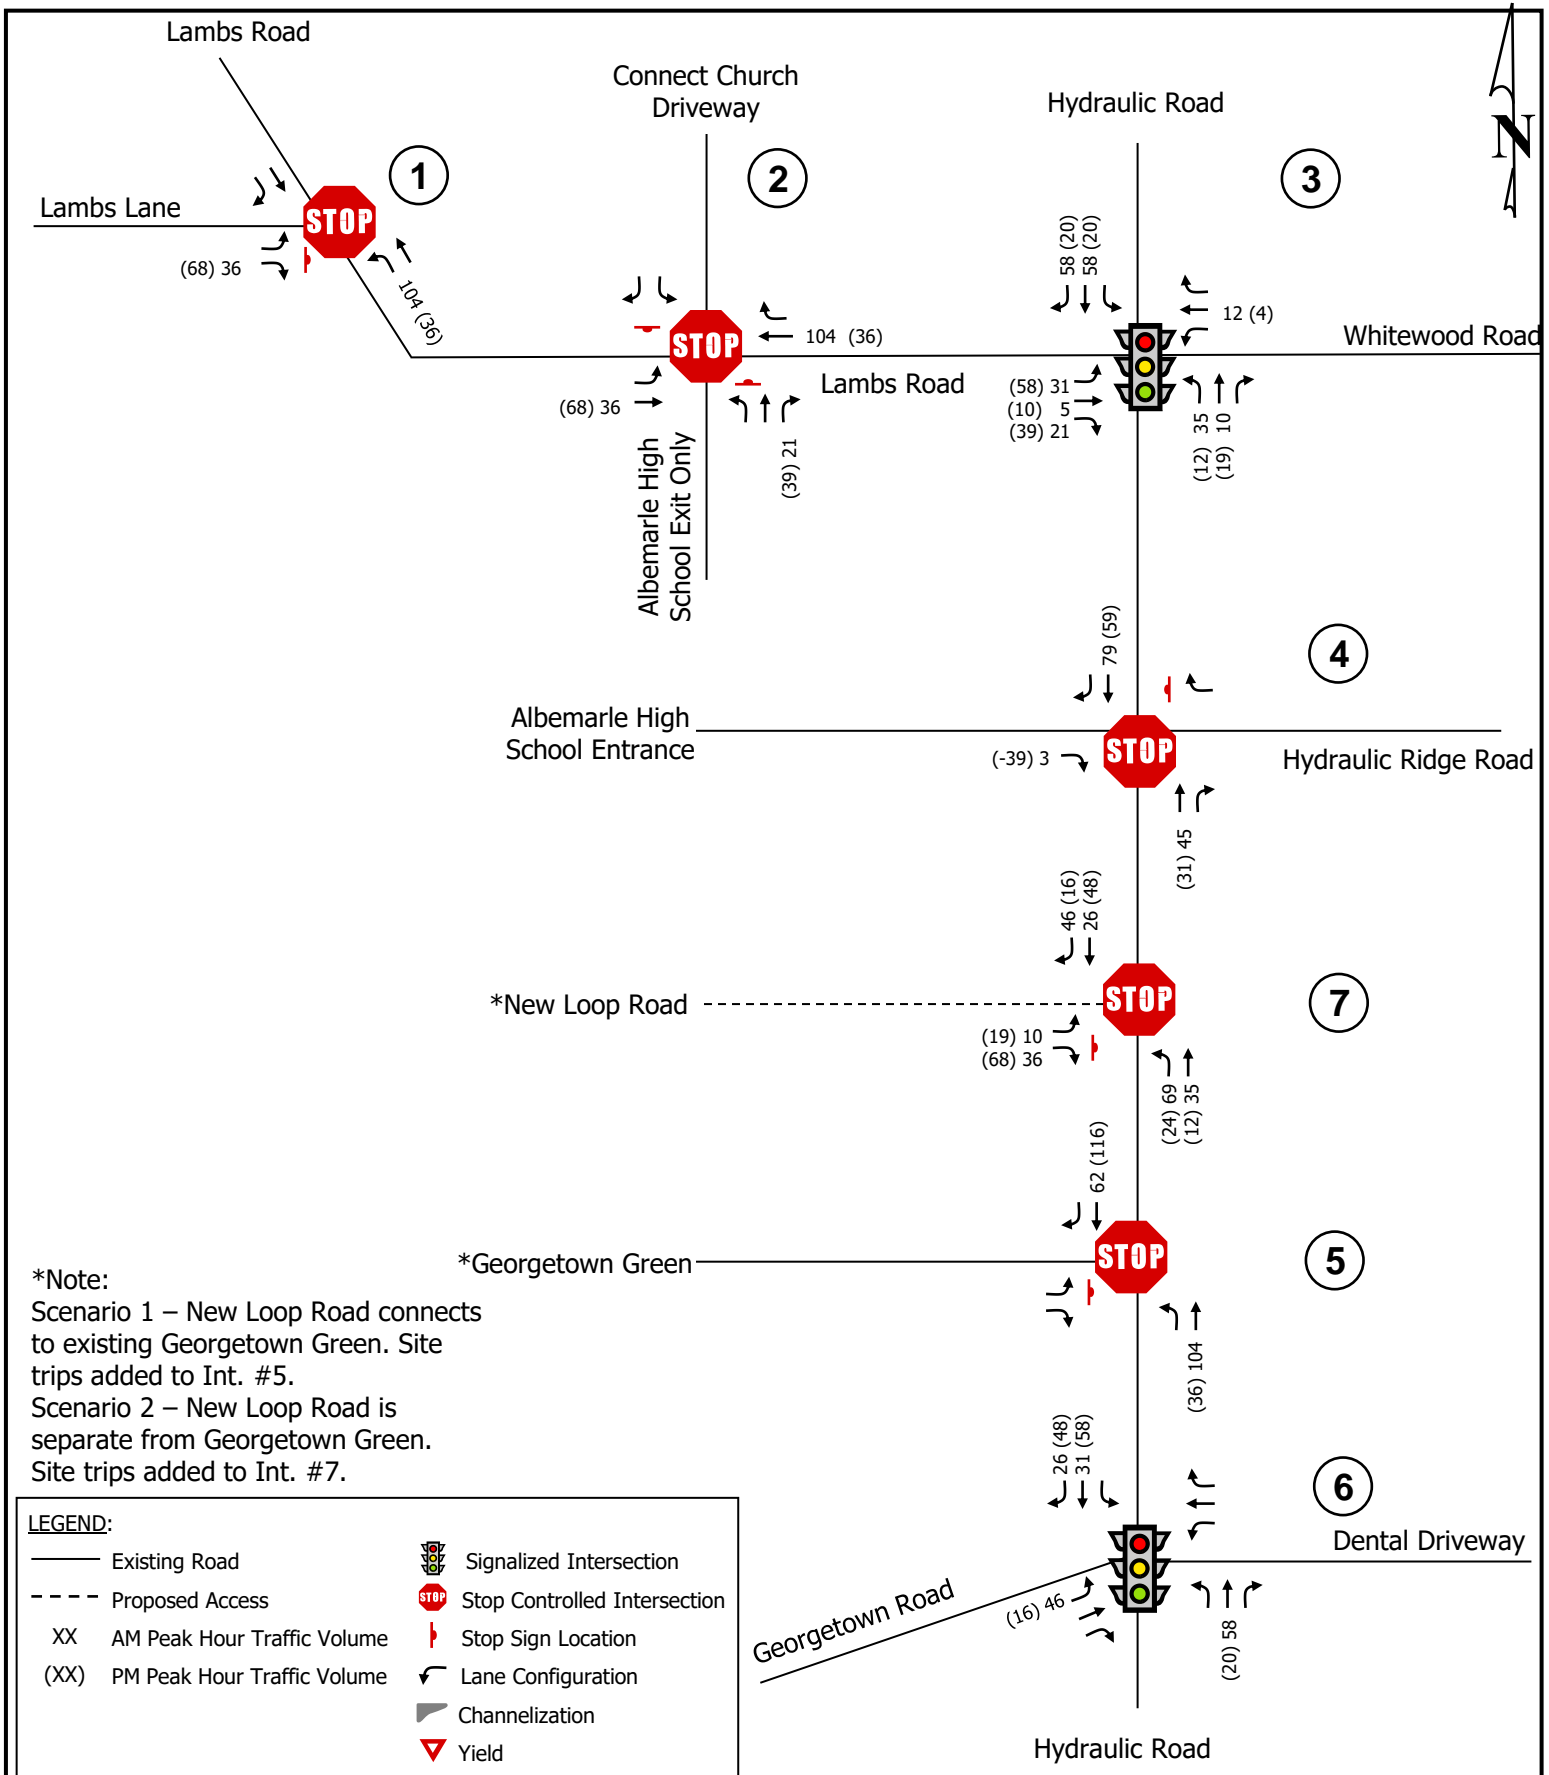 Lambs Road
Connect Church
Driveway
Hydraulic Road
N
1
2
3
Lambs Lane
STOP
(68) 36
104 (36)
58 (20)
58 (20)
12 (4)
STOP
104 (36)
Whitewood Road
Lambs Road
(68) 36
(58) 31
(10) 5
(39) 21
(12) 35
(19) 10
(39) 21
Albemarle High
School Exit Only
79 (59)
4
Albemarle High
School Entrance
STOP
(-39) 3
Hydraulic Ridge Road
(31) 45
46 (16)
26 (48)
*New Loop Road
STOP
7
(19) 10
(68) 36
(24) 69
(12) 35
62 (116)
*Georgetown Green
STOP
5
(36) 104
*Note:
Scenario 1 – New Loop Road connects
to existing Georgetown Green. Site
trips added to Int. #5.
Scenario 2 – New Loop Road is
separate from Georgetown Green.
Site trips added to Int. #7.
26 (48)
31 (58)
6
Dental Driveway
Georgetown Road
(16) 46
(20) 58
Hydraulic Road
LEGEND:
Existing Road
Signalized Intersection
Proposed Access
STOP Stop Controlled Intersection
XX AM Peak Hour Traffic Volume
Stop Sign Location
(XX) PM Peak Hour Traffic Volume
Lane Configuration
Channelization
Yield